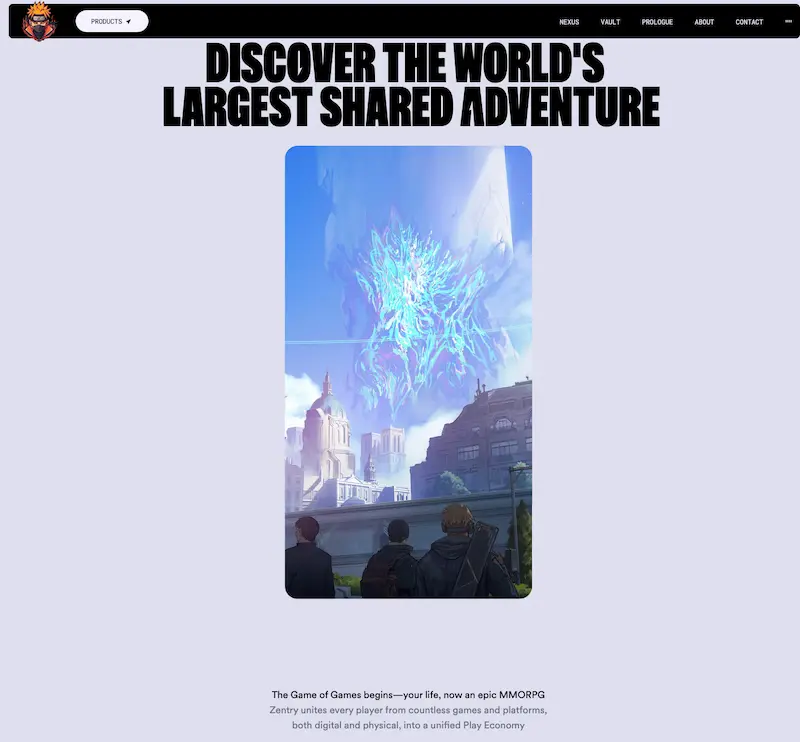 PRODUCTS
NEXUS
VAULT
PROLOGUE
ABOUT
CONTACT
DISCOVER THE WORLD'S
LARGEST SHARED ADVENTURE
The Game of Games begins—your life, now an epic MMORPG
Zentry unites every player from countless games and platforms,
both digital and physical, into a unified Play Economy